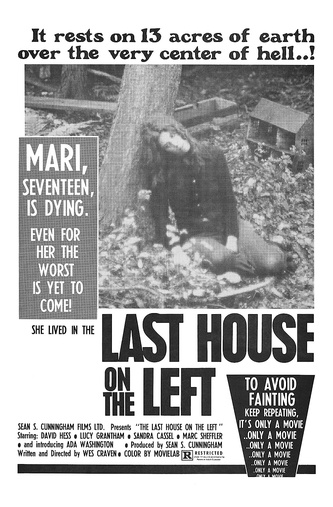 It rests on 13 acres of earth
over the very center of hell..!
MARI,
SEVENTEEN,
IS DYING.
EVEN FOR
HER THE
WORST
IS YET TO
COME!
SHE LIVED IN THE
LAST HOUSE
ON THE LEFT
TO AVOID
FAINTING
KEEP REPEATING,
IT'S ONLY A MOVIE
..ONLY A MOVIE
..ONLY A MOVIE
..ONLY A MOVIE
..ONLY A MOVIE
..ONLY A MOVIE
SEAN S. CUNNINGHAM FILMS LTD. Presents "THE LAST HOUSE ON THE LEFT"
Starring: DAVID HESS • LUCY GRANTHAM • SANDRA CASSEL • MARC SHEFFLER
• and introducing ADA WASHINGTON • Produced by SEAN S. CUNNINGHAM
Written and Directed by WES CRAVEN • COLOR BY MOVIELAB R RESTRICTED